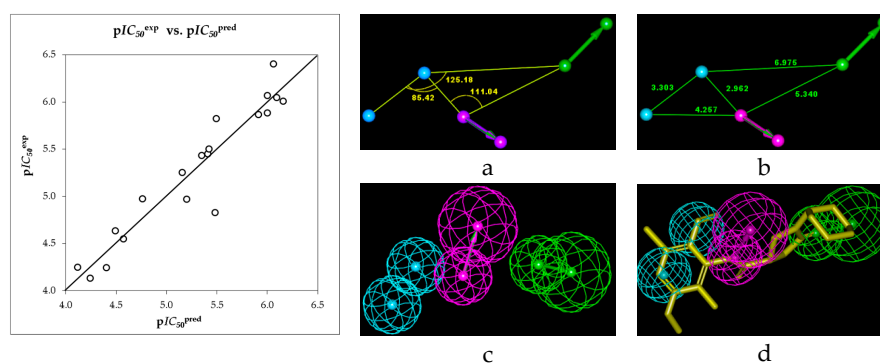 pIC₅₀ᵉˣᵖ vs. pIC₅₀ᵖʳᵉᵈ
6.5
6.0
5.5
5.0
4.5
4.0
pIC₅₀ᵉˣᵖ
4.0 4.5 5.0 5.5 6.0 6.5
pIC₅₀ᵖʳᵉᵈ
125.18
85.42
111.04
a
6.975
3.303
2.962
5.340
4.257
b
c
d